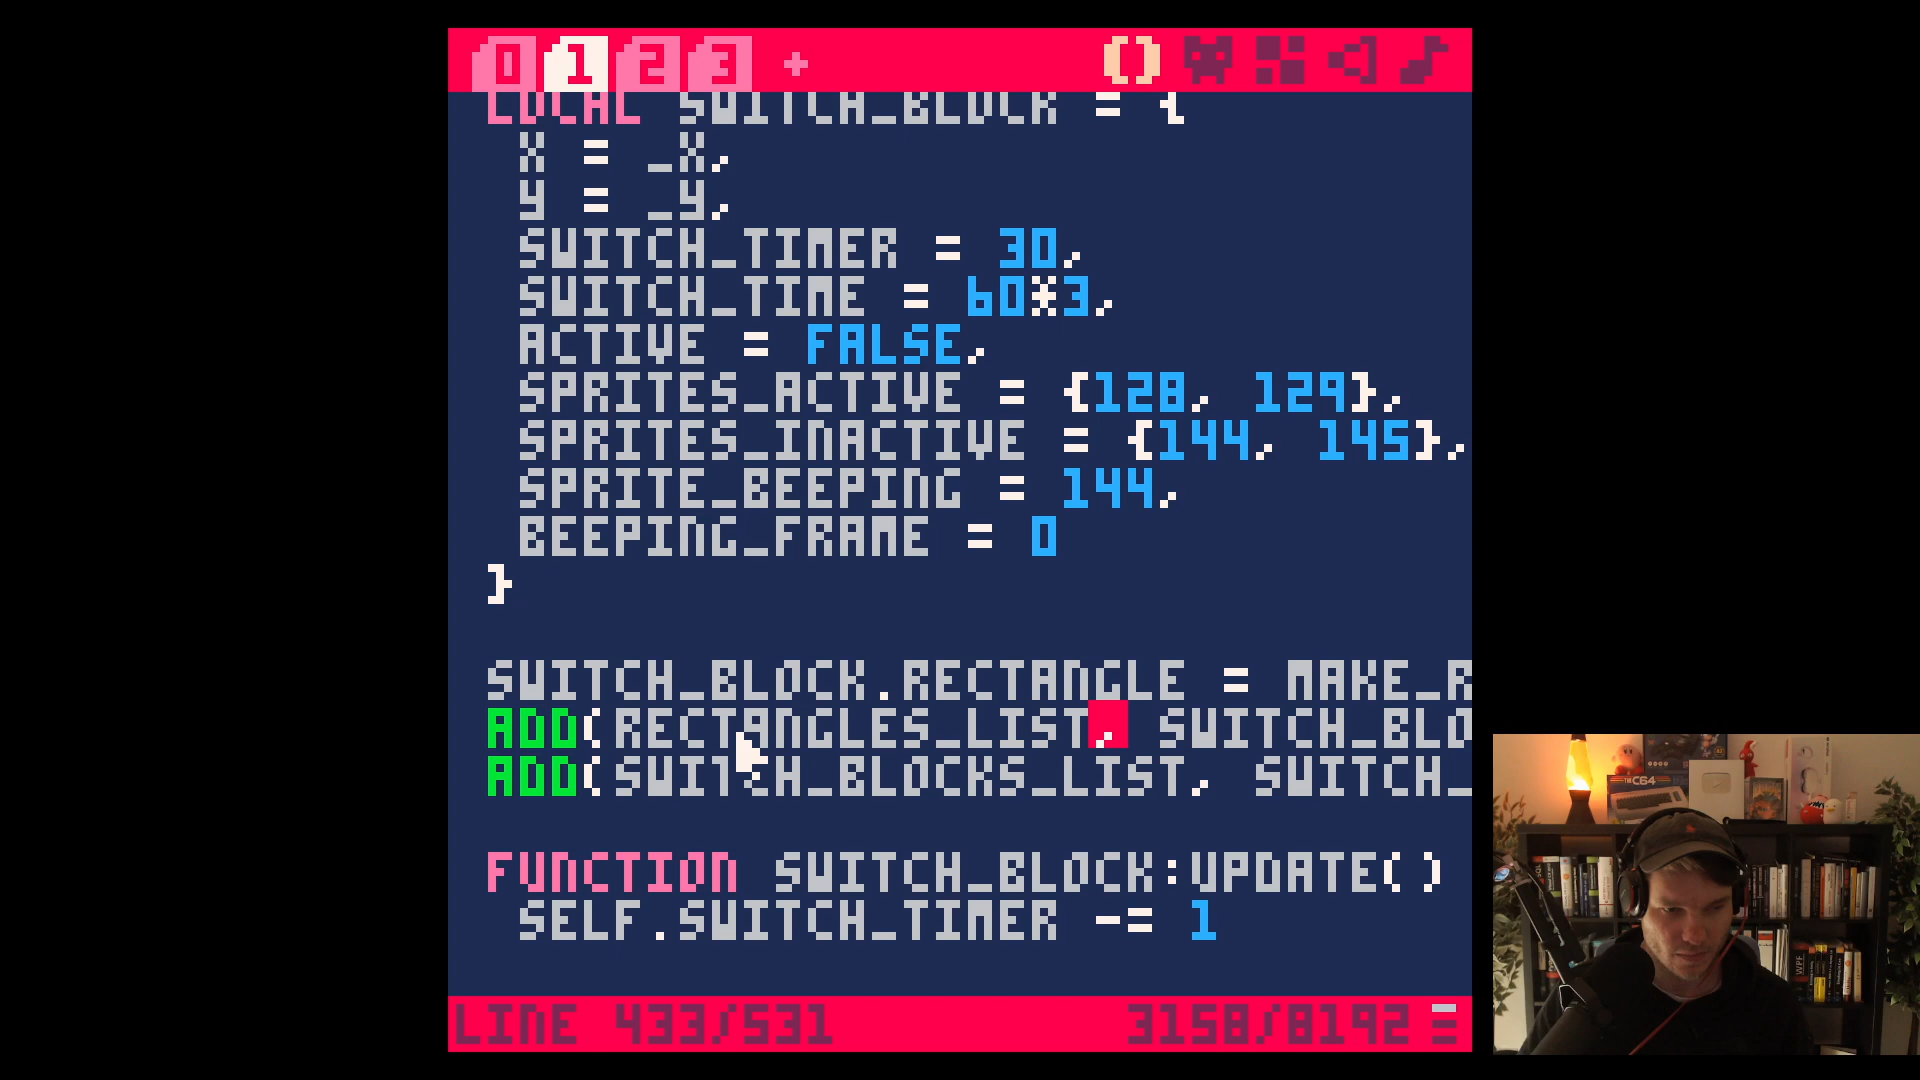 0 1 2 3 +
LOCAL SWITCH_BLOCK = {
X = _X,
Y = _Y,
SWITCH_TIMER = 30,
SWITCH_TIME = 60*3,
ACTIVE = FALSE,
SPRITES_ACTIVE = {128, 129},
SPRITES_INACTIVE = {144, 145},
SPRITE_BEEPING = 144,
BEEPING_FRAME = 0
}
SWITCH_BLOCK.RECTANGLE = MAKE_R
ADD(RECTANGLES_LIST, SWITCH_BLO
ADD(SWITCH_BLOCKS_LIST, SWITCH_
FUNCTION SWITCH_BLOCK:UPDATE()
SELF.SWITCH_TIMER -= 1
LINE 433/531 3158/8192
THEC64
WPF